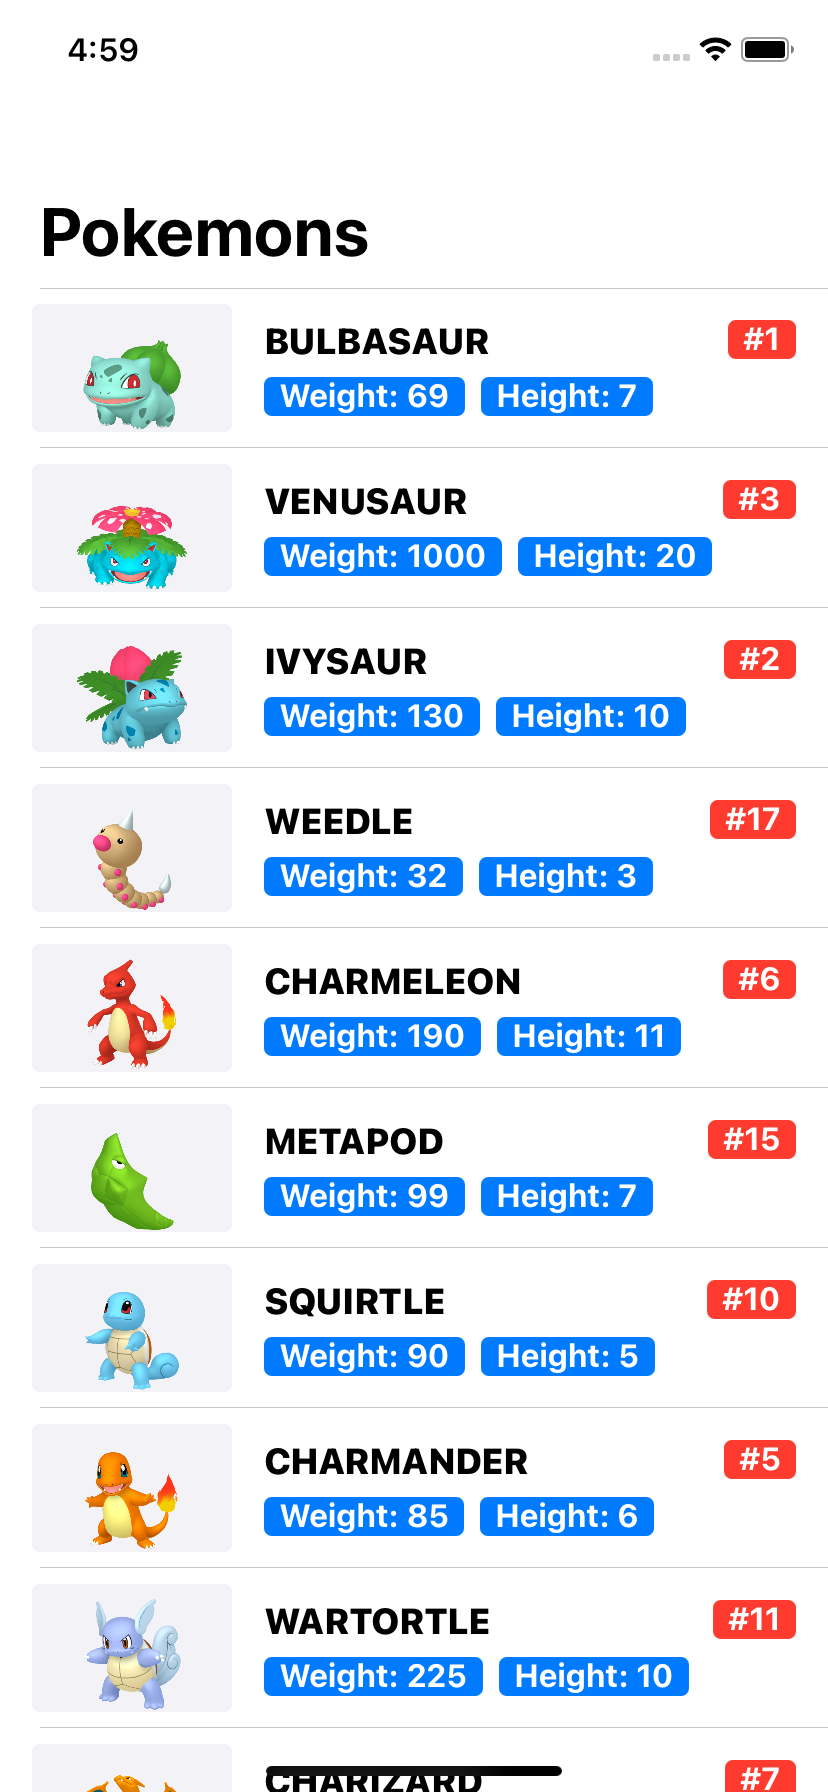 4:59
Pokemons
BULBASAUR #1
Weight: 69 Height: 7
VENUSAUR #3
Weight: 1000 Height: 20
IVYSAUR #2
Weight: 130 Height: 10
WEEDLE #17
Weight: 32 Height: 3
CHARMELEON #6
Weight: 190 Height: 11
METAPOD #15
Weight: 99 Height: 7
SQUIRTLE #10
Weight: 90 Height: 5
CHARMANDER #5
Weight: 85 Height: 6
WARTORTLE #11
Weight: 225 Height: 10
CHARIZARD #7